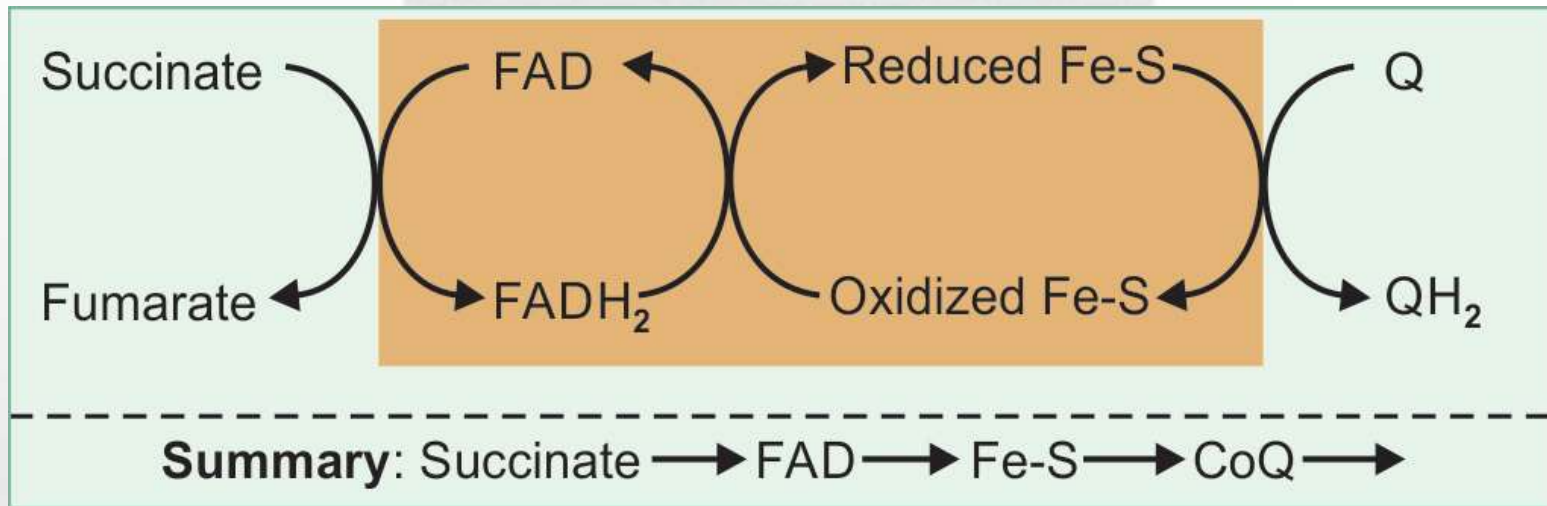 Succinate FAD Reduced Fe-S Q
Fumarate FADH₂ Oxidized Fe-S QH₂
Summary: Succinate → FAD → Fe-S → CoQ →